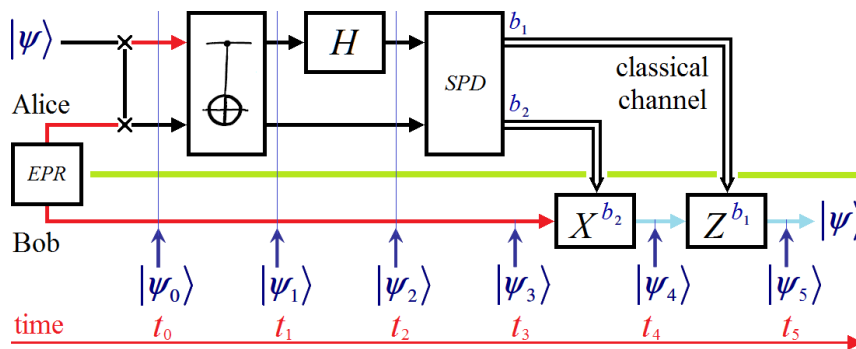 |ψ⟩
H
SPD
b₁
b₂
classical
channel
Alice
EPR
Bob
X^b₂
Z^b₁
|ψ⟩
|ψ₀⟩ |ψ₁⟩ |ψ₂⟩ |ψ₃⟩ |ψ₄⟩ |ψ₅⟩
time t₀ t₁ t₂ t₃ t₄ t₅